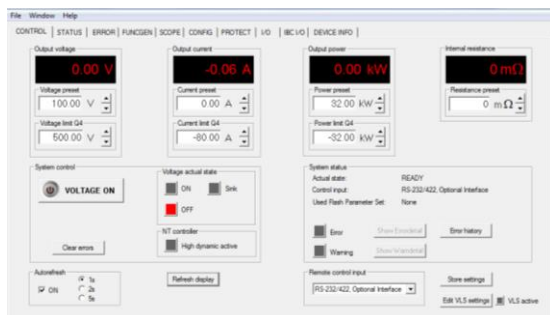 File Window Help
CONTROL STATUS ERROR FUNCGEN SCOPE CONFIG PROTECT I/O IBC I/O DEVICE INFO
Output voltage Output current Output power Internal resistance
0.00 V -0.06 A 0.00 kW 0 mΩ
Voltage preset Current preset Power preset Resistance preset
100.00 V 0.00 A 32.00 kW 0 mΩ
Voltage limit Q4 Current limit Q4 Power limit Q4
500.00 V -80.00 A -32.00 kW
System control Voltage actual state System status
VOLTAGE ON ON Sink Actual state: READY
Control input: RS-232/422, Optional Interface
OFF Used Flash Parameter Set: None
NT controller Error Error history
Clear errors High dynamic active Warning
Autorefresh Refresh display Remote control input Store settings
ON 1s 2s 5s RS-232/422, Optional Interface Edit VLS settings VLS active